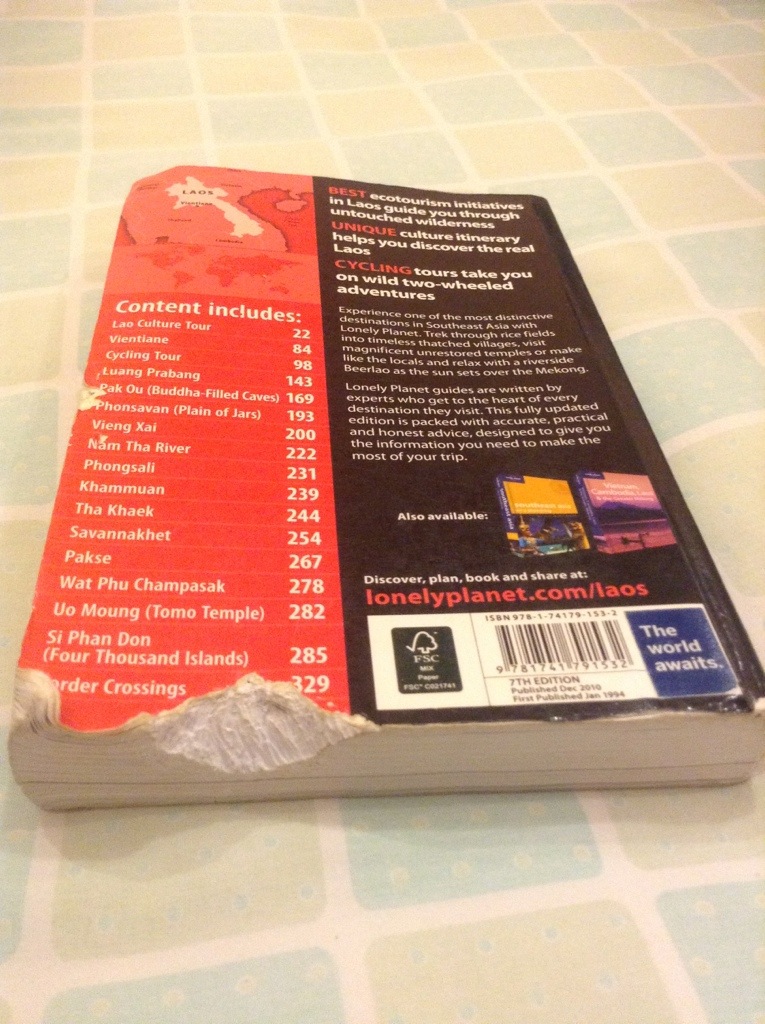 LAOS
Vientiane
Thailand
Cambodia
Content includes:
Lao Culture Tour 22
Vientiane 84
Cycling Tour 98
Luang Prabang 143
Pak Ou (Buddha-Filled Caves) 169
Phonsavan (Plain of Jars) 193
Vieng Xai 200
Nam Tha River 222
Phongsali 231
Khammuan 239
Tha Khaek 244
Savannakhet 254
Pakse 267
Wat Phu Champasak 278
Uo Moung (Tomo Temple) 282
Si Phan Don
(Four Thousand Islands) 285
order Crossings 329
BEST ecotourism initiatives
in Laos guide you through
untouched wilderness
UNIQUE culture itinerary
helps you discover the real
Laos
CYCLING tours take you
on wild two-wheeled
adventures
Experience one of the most distinctive
destinations in Southeast Asia with
Lonely Planet. Trek through rice fields
into timeless thatched villages, visit
magnificent unrestored temples or make
like the locals and relax with a riverside
Beerlao as the sun sets over the Mekong.
Lonely Planet guides are written by
experts who get to the heart of every
destination they visit. This fully updated
edition is packed with accurate, practical
and honest advice, designed to give you
the information you need to make the
most of your trip.
Also available:
Vietnam
Cambodia, Laos
Discover, plan, book and share at:
lonelyplanet.com/laos
FSC
MIX
Paper
FSC™ C021741
ISBN 978-1-74179-153-2
9 781741 791532
7TH EDITION
Published Dec 2010
First Published Jan 1994
The
world
awaits.